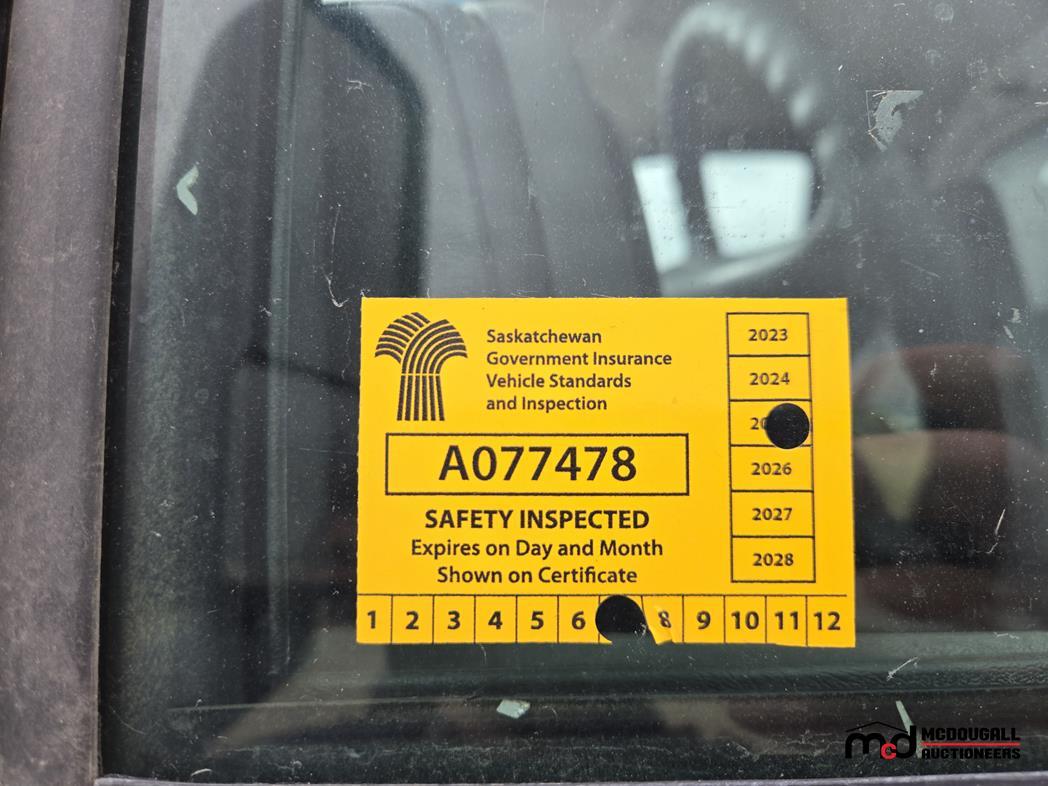 Saskatchewan
Government Insurance
Vehicle Standards
and Inspection
A077478
SAFETY INSPECTED
Expires on Day and Month
Shown on Certificate
2023
2024
2026
2027
2028
1 2 3 4 5 6 8 9 10 11 12
mcd MCDOUGALL
AUCTIONEERS